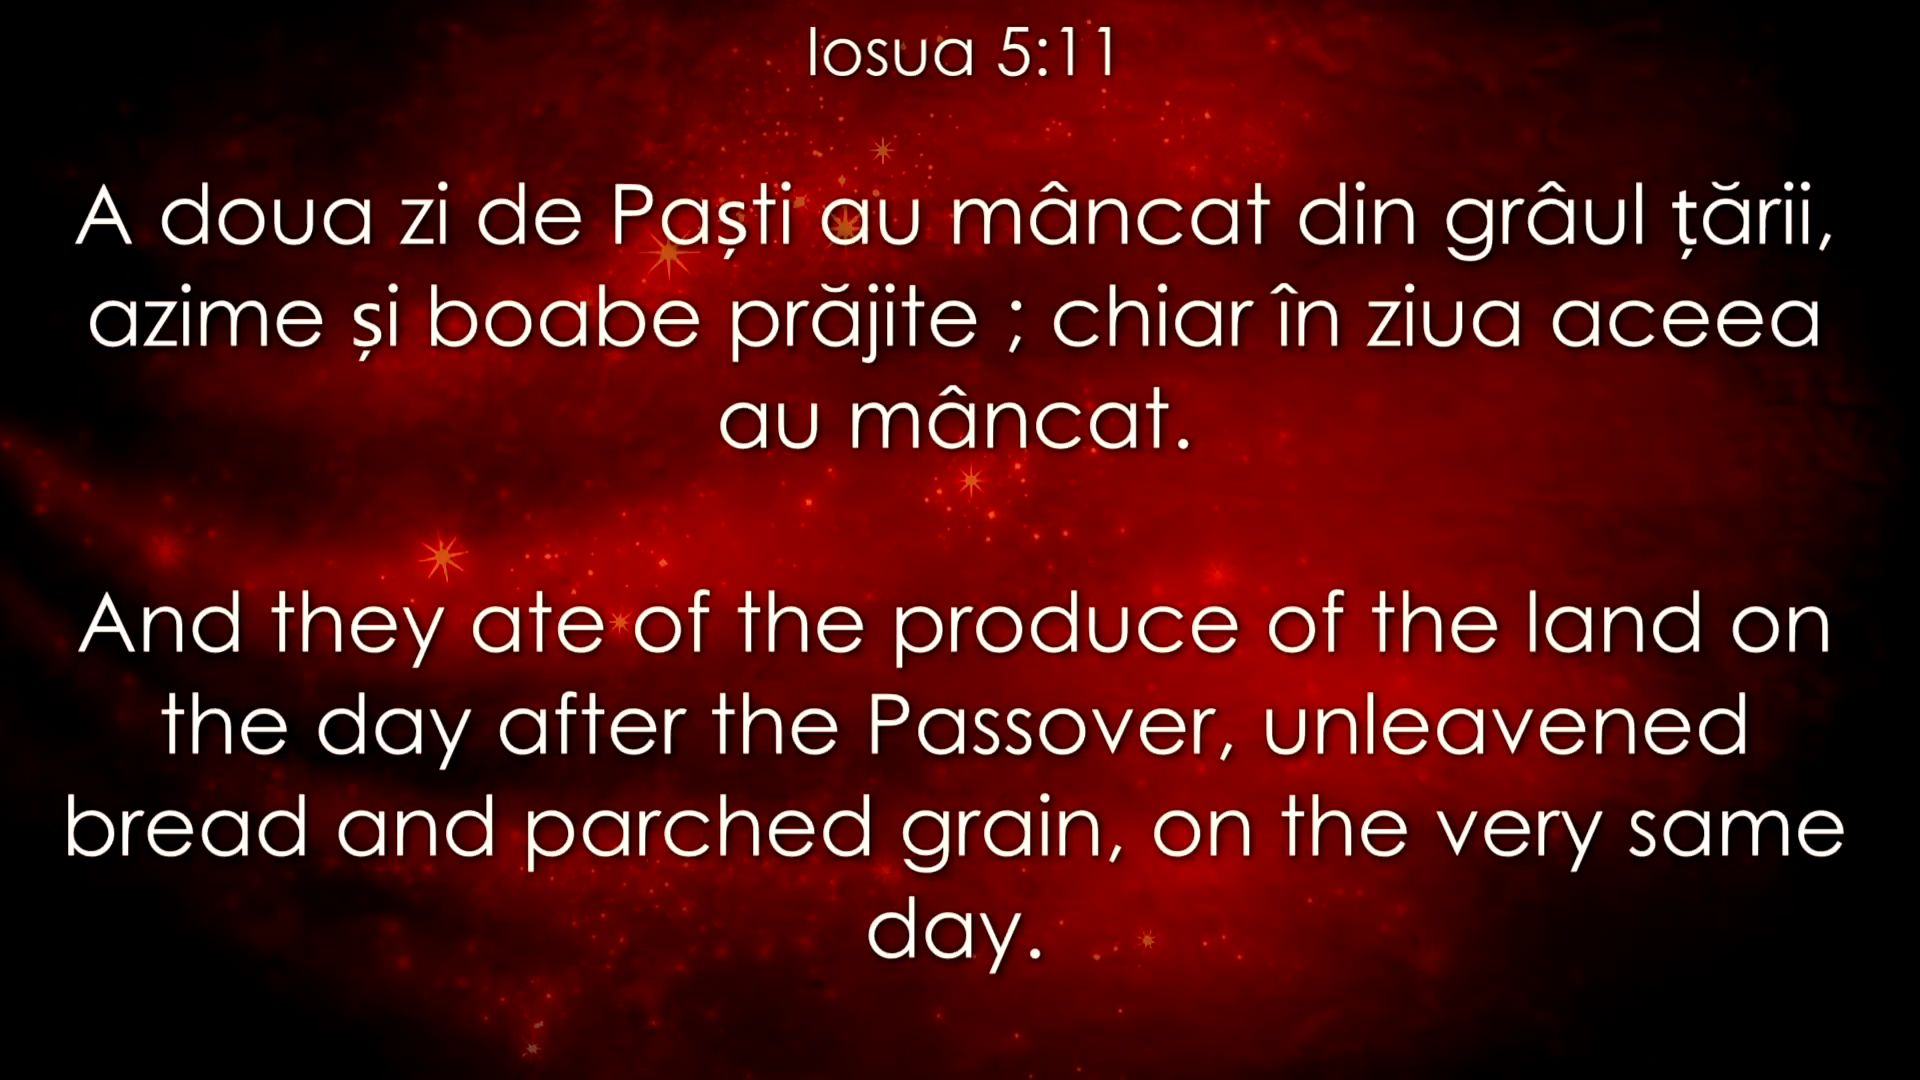 Iosua 5:11
A doua zi de Paști au mâncat din grâul țării,
azime și boabe prăjite ; chiar în ziua aceea
au mâncat.
And they ate of the produce of the land on
the day after the Passover, unleavened
bread and parched grain, on the very same
day.